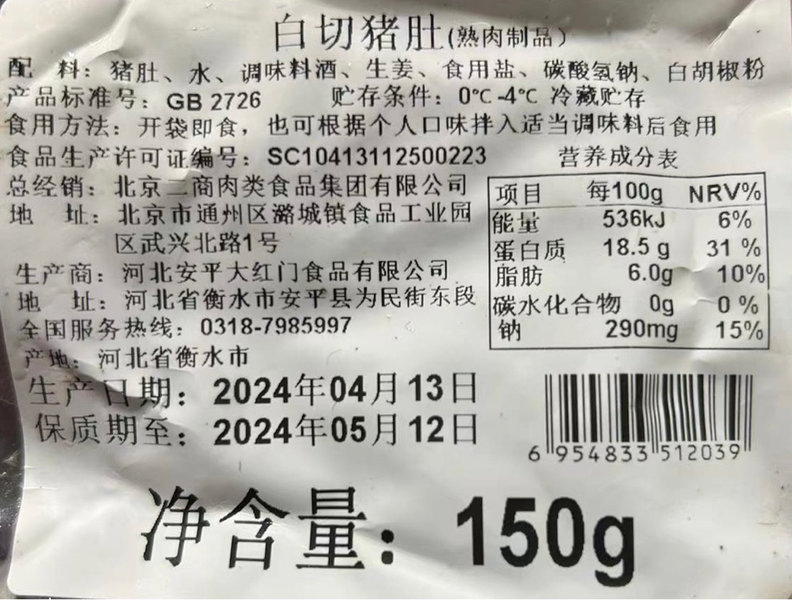 白切猪肚(熟肉制品)
配 料：猪肚、水、调味料酒、生姜、食用盐、碳酸氢钠、白胡椒粉
产品标准号：GB 2726 贮存条件：0℃-4℃ 冷藏贮存
食用方法：开袋即食，也可根据个人口味拌入适当调味料后食用
食品生产许可证编号：SC10413112500223
总经销：北京二商肉类食品集团有限公司
地 址：北京市通州区潞城镇食品工业园
区武兴北路1号
生产商：河北安平大红门食品有限公司
地 址：河北省衡水市安平县为民街东段
全国服务热线：0318-7985997
产地：河北省衡水市
生产日期：2024年04月13日
保质期至：2024年05月12日
营养成分表
项目 每100g NRV%
能量 536kJ 6%
蛋白质 18.5 g 31 %
脂肪 6.0g 10%
碳水化合物 0g 0 %
钠 290mg 15%
6 954833 512039
净含量：150g